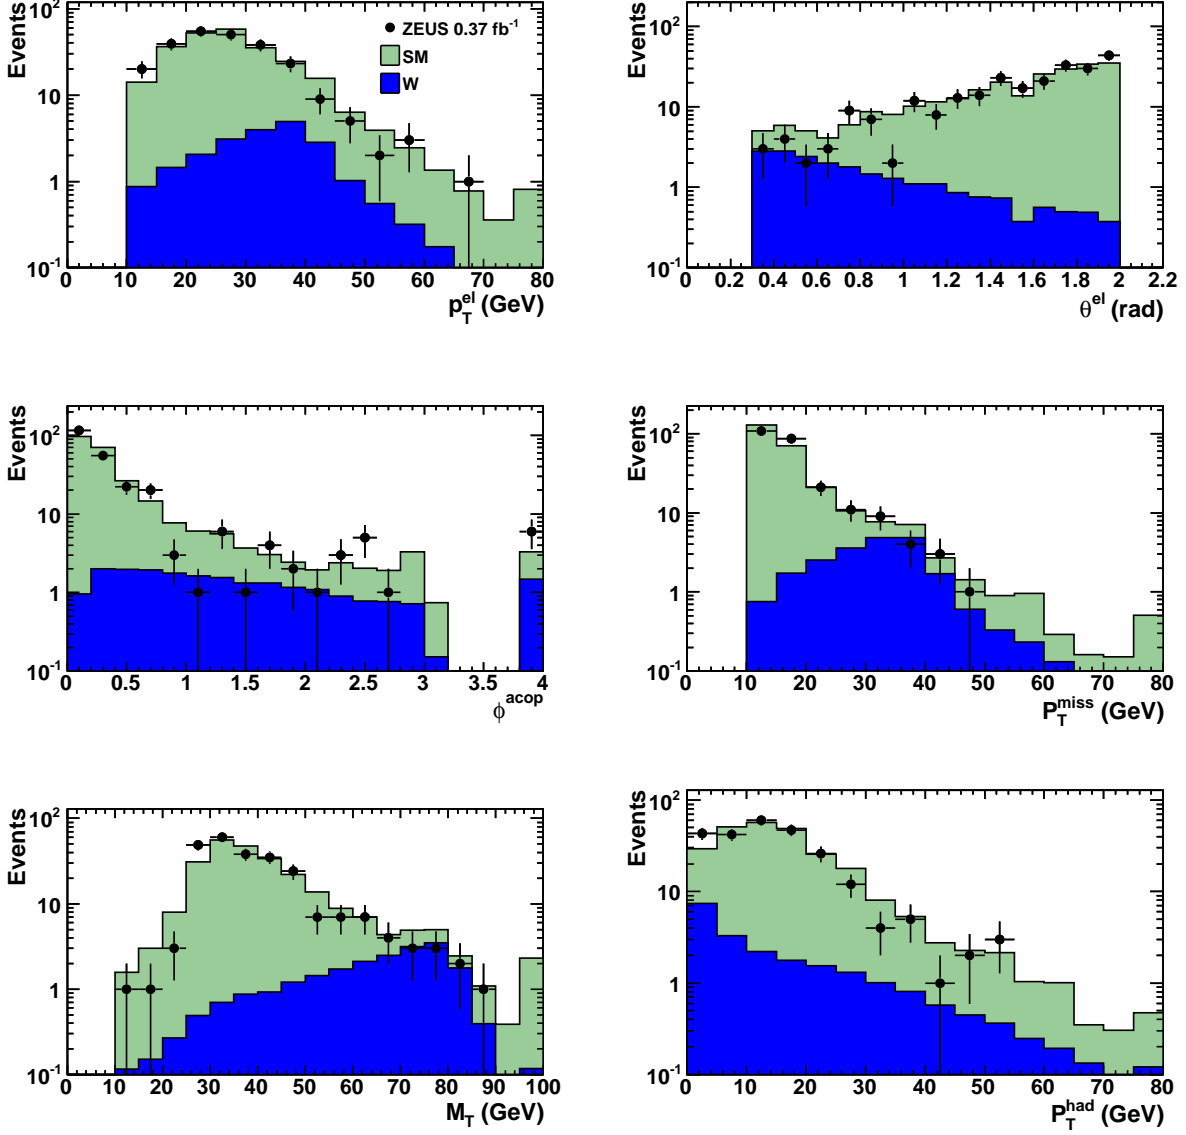 Events
10²
10
1
10⁻¹
ZEUS 0.37 fb⁻¹
SM
W
0 10 20 30 40 50 60 70 80
p_T^el (GeV)
Events
10²
10
1
10⁻¹
0 0.2 0.4 0.6 0.8 1 1.2 1.4 1.6 1.8 2 2.2
θ^el (rad)
Events
10²
10
1
10⁻¹
0 0.5 1 1.5 2 2.5 3 3.5 4
ϕ^acop
Events
10²
10
1
10⁻¹
0 10 20 30 40 50 60 70 80
P_T^miss (GeV)
Events
10²
10
1
10⁻¹
0 10 20 30 40 50 60 70 80 90 100
M_T (GeV)
Events
10²
10
1
10⁻¹
0 10 20 30 40 50 60 70 80
P_T^had (GeV)